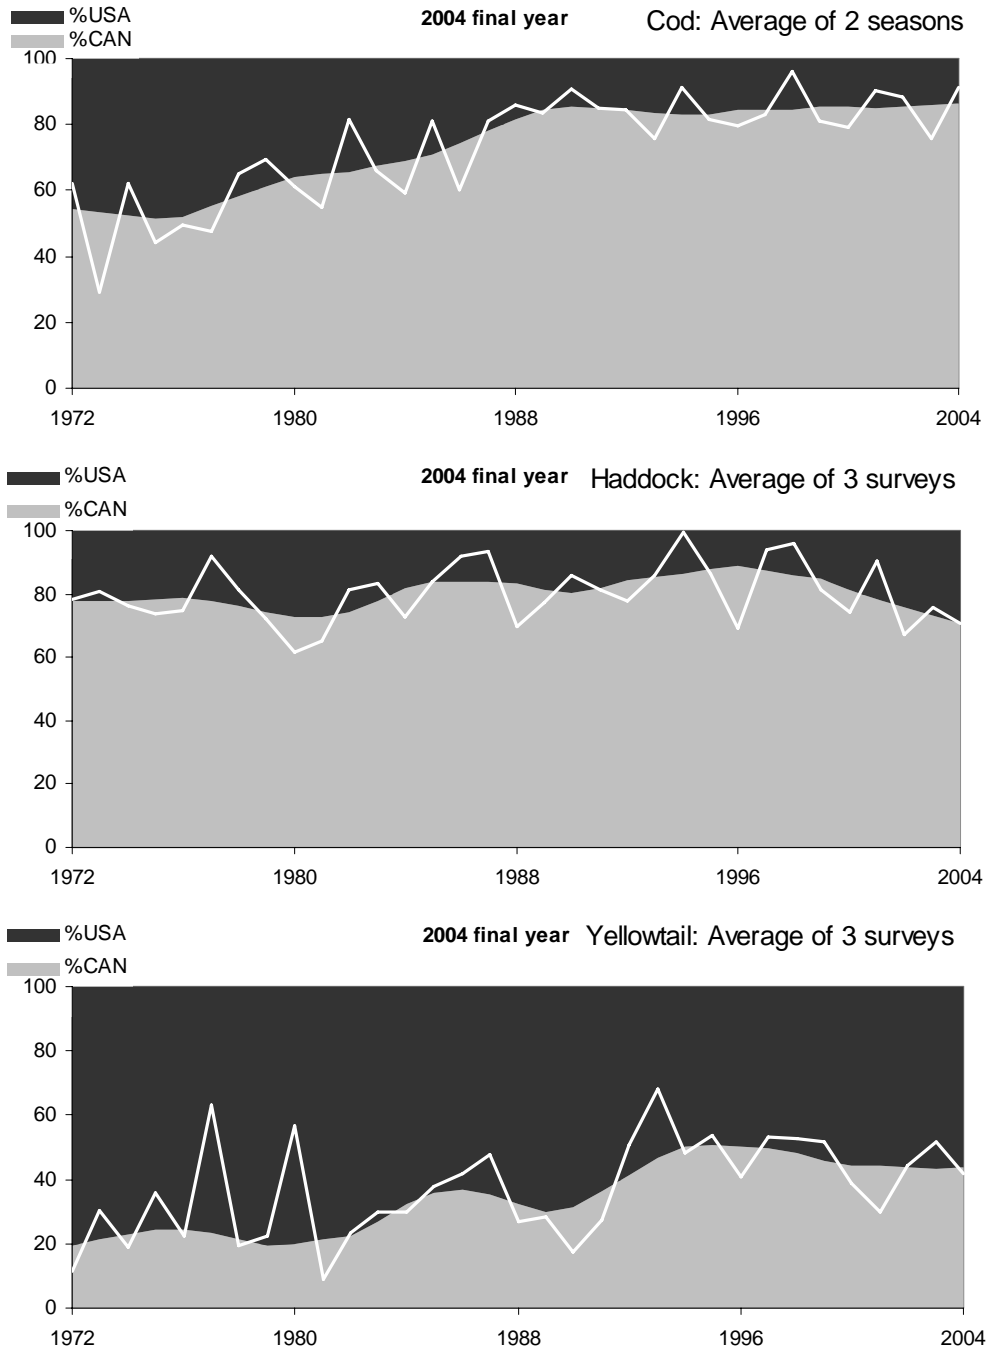 %USA
2004 final year
Cod: Average of 2 seasons
%CAN
100
80
60
40
20
0
1972 1980 1988 1996 2004
%USA
2004 final year
Haddock: Average of 3 surveys
%CAN
100
80
60
40
20
0
1972 1980 1988 1996 2004
%USA
2004 final year
Yellowtail: Average of 3 surveys
%CAN
100
80
60
40
20
0
1972 1980 1988 1996 2004